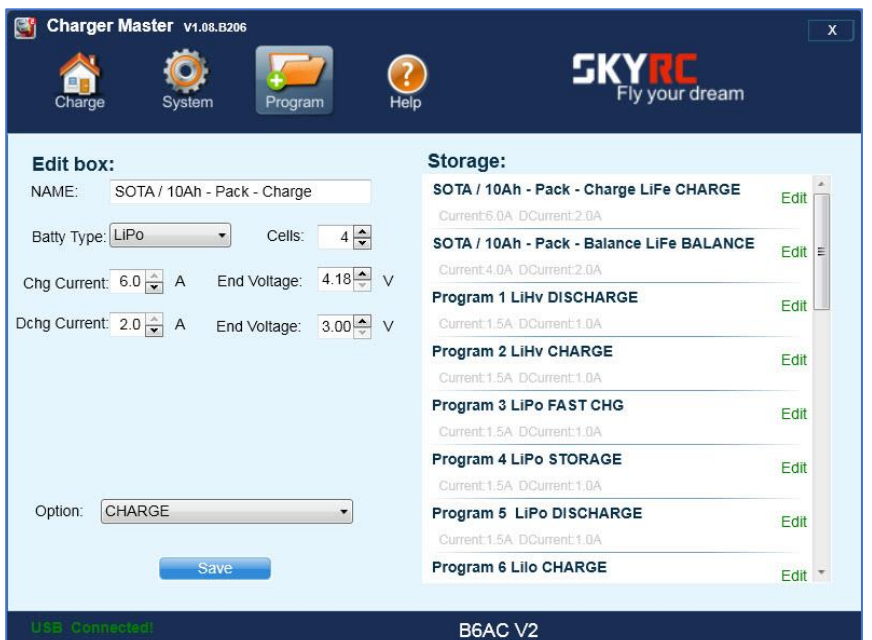 Charger Master V1.08.B206
X
Charge
System
Program
Help
SKYRC
Fly your dream
Edit box:
NAME: SOTA / 10Ah - Pack - Charge
Batty Type: LiPo Cells: 4
Chg Current: 6.0 A End Voltage: 4.18 V
Dchg Current: 2.0 A End Voltage: 3.00 V
Option: CHARGE
Save
Storage:
SOTA / 10Ah - Pack - Charge LiFe CHARGE
Edit
Current:6.0A DCurrent:2.0A
SOTA / 10Ah - Pack - Balance LiFe BALANCE
Edit
Current:4.0A DCurrent:2.0A
Program 1 LiHv DISCHARGE
Edit
Current:1.5A DCurrent:1.0A
Program 2 LiHv CHARGE
Edit
Current:1.5A DCurrent:1.0A
Program 3 LiPo FAST CHG
Edit
Current:1.5A DCurrent:1.0A
Program 4 LiPo STORAGE
Edit
Current:1.5A DCurrent:1.0A
Program 5 LiPo DISCHARGE
Edit
Current:1.5A DCurrent:1.0A
Program 6 LiIo CHARGE
Edit
USB Connected!
B6AC V2